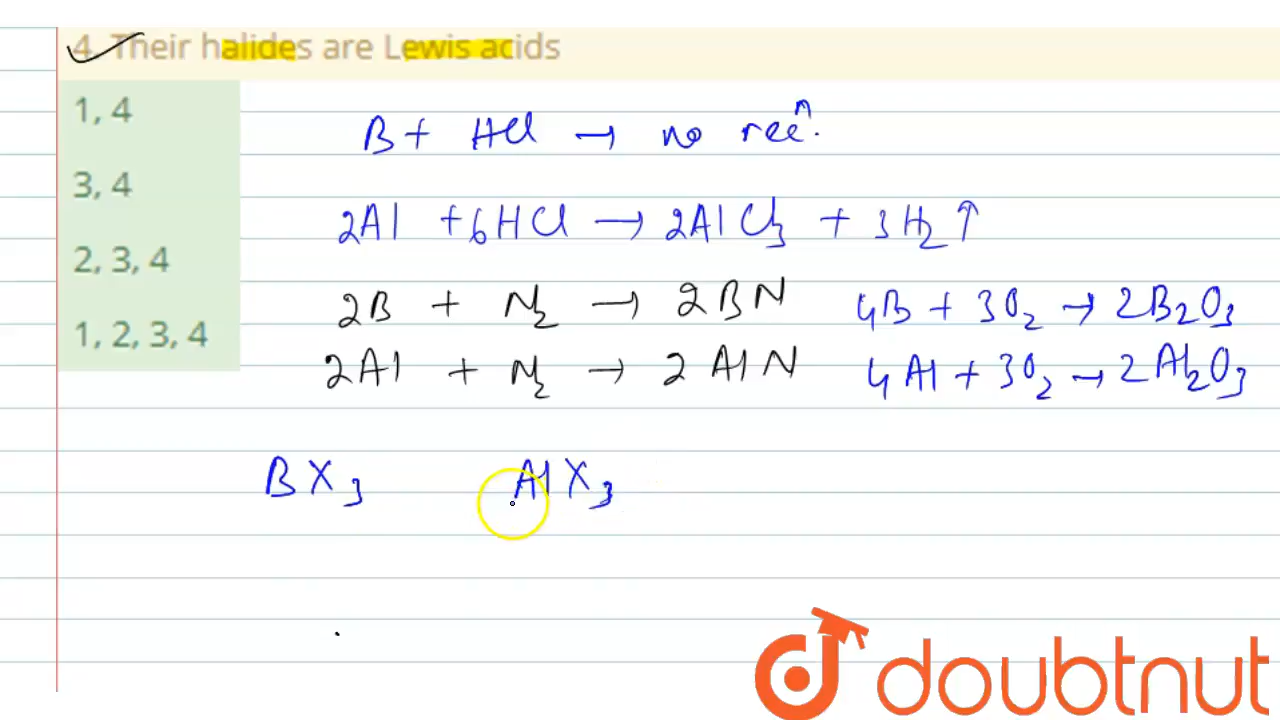 4. Their halides are Lewis acids
1, 4
3, 4
2, 3, 4
1, 2, 3, 4
B + HCl → no recⁿ.
2Al + 6HCl → 2AlCl₃ + 3H₂↑
2B + N₂ → 2BN
4B + 3O₂ → 2B₂O₃
2Al + N₂ → 2AlN
4Al + 3O₂ → 2Al₂O₃
BX₃ AlX₃
doubtnut